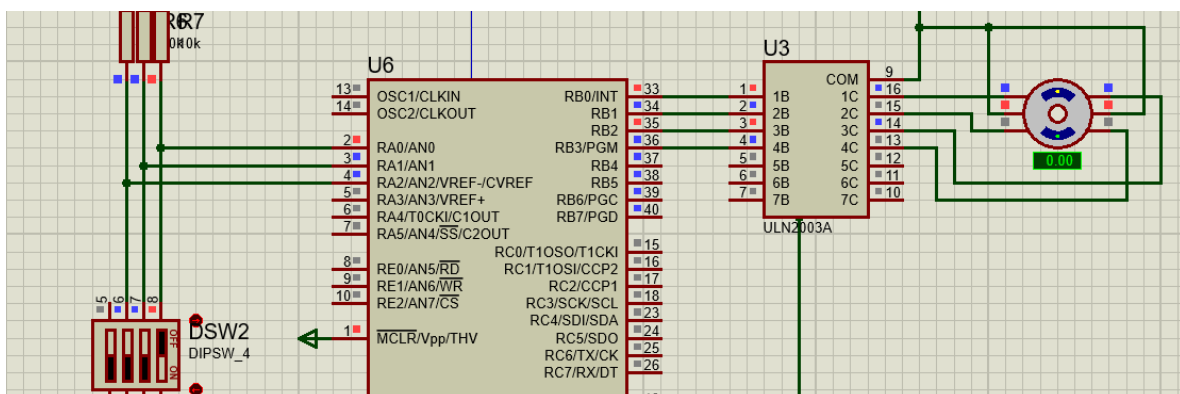 R6 R7
10k 10k
U6
13 OSC1/CLKIN
14 OSC2/CLKOUT
2 RA0/AN0
3 RA1/AN1
4 RA2/AN2/VREF-/CVREF
5 RA3/AN3/VREF+
6 RA4/T0CKI/C1OUT
7 RA5/AN4/SS/C2OUT
8 RE0/AN5/RD
9 RE1/AN6/WR
10 RE2/AN7/CS
1 MCLR/Vpp/THV
RB0/INT 33
RB1 34
RB2 35
RB3/PGM 36
RB4 37
RB5 38
RB6/PGC 39
RB7/PGD 40
RC0/T1OSO/T1CKI 15
RC1/T1OSI/CCP2 16
RC2/CCP1 17
RC3/SCK/SCL 18
RC4/SDI/SDA 23
RC5/SDO 24
RC6/TX/CK 25
RC7/RX/DT 26
U3
COM 9
1 1B 1C 16
2 2B 2C 15
3 3B 3C 14
4 4B 4C 13
5 5B 5C 12
6 6B 6C 11
7 7B 7C 10
ULN2003A
0.00
5 6 7 8
OFF
ON
DSW2
DIPSW_4